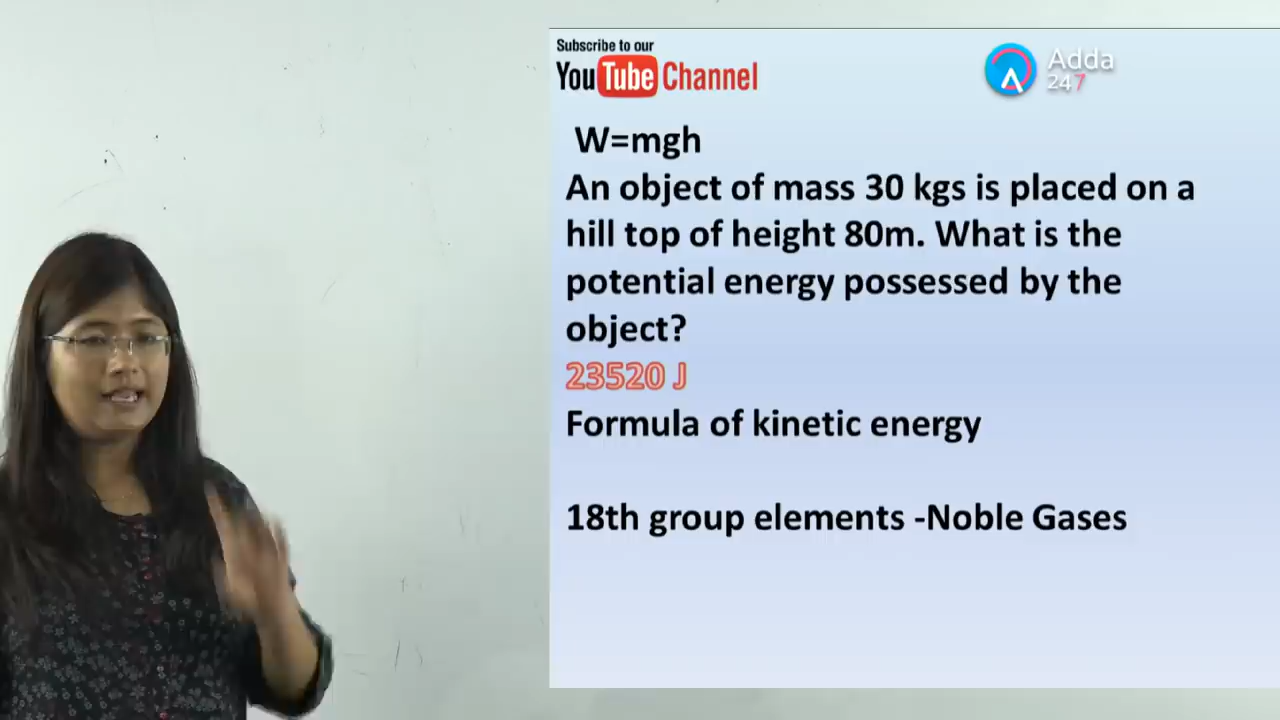 Subscribe to our
YouTube Channel
Adda
247
W=mgh
An object of mass 30 kgs is placed on a
hill top of height 80m. What is the
potential energy possessed by the
object?
23520 J
Formula of kinetic energy
18th group elements -Noble Gases